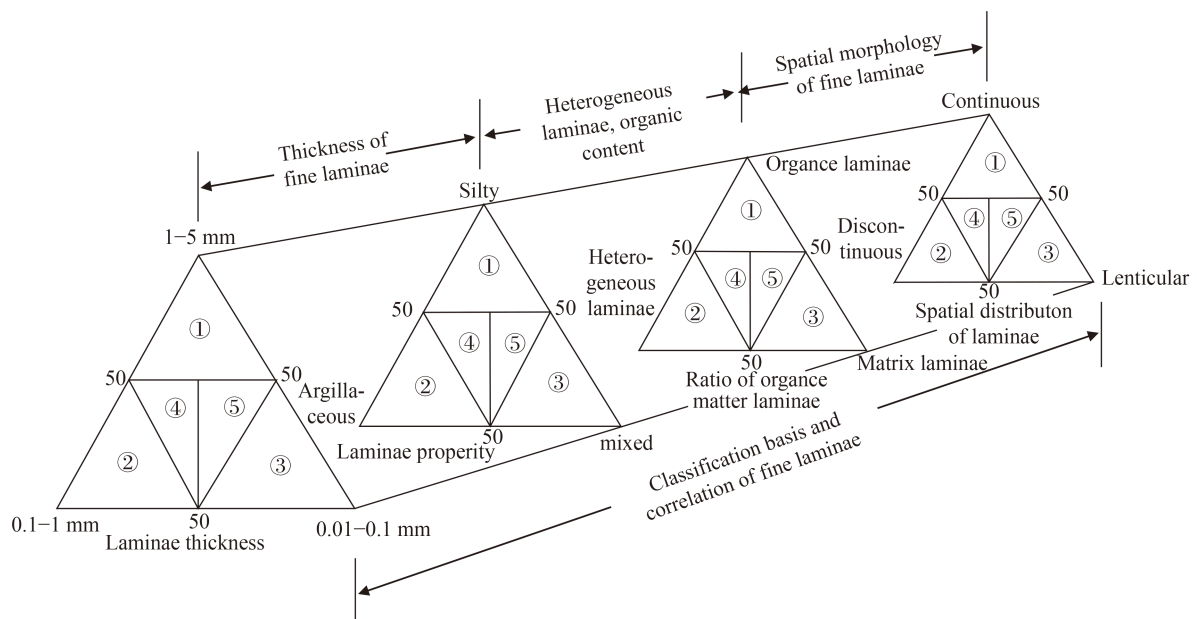 Spatial morphology
of fine laminae
Heterogeneous
laminae, organic
content
Thickness of
fine laminae
Continuous
①
50
50
Discon-
tinuous
④
⑤
②
③
50
Lenticular
Spatial distributon
of laminae
Organce laminae
①
50
50
Hetero-
geneous
laminae
④
⑤
②
③
50
Matrix laminae
Ratio of organce
matter laminae
Silty
①
50
50
④
⑤
②
③
Argilla-
ceous
50
Laminae properity
mixed
1−5 mm
①
50
50
④
⑤
②
③
0.1−1 mm
50
0.01−0.1 mm
Laminae thickness
Classification basis and
correlation of fine laminae